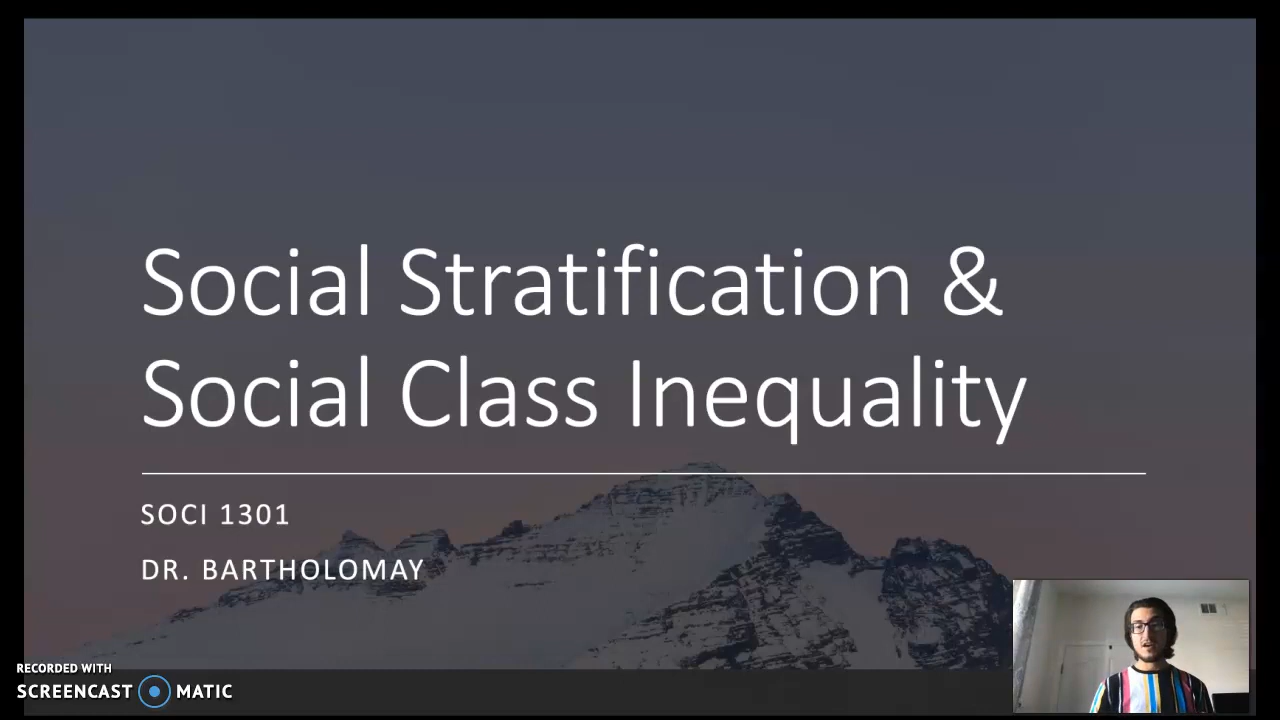 Social Stratification &
Social Class Inequality
SOCI 1301
DR. BARTHOLOMAY
RECORDED WITH
SCREENCAST MATIC